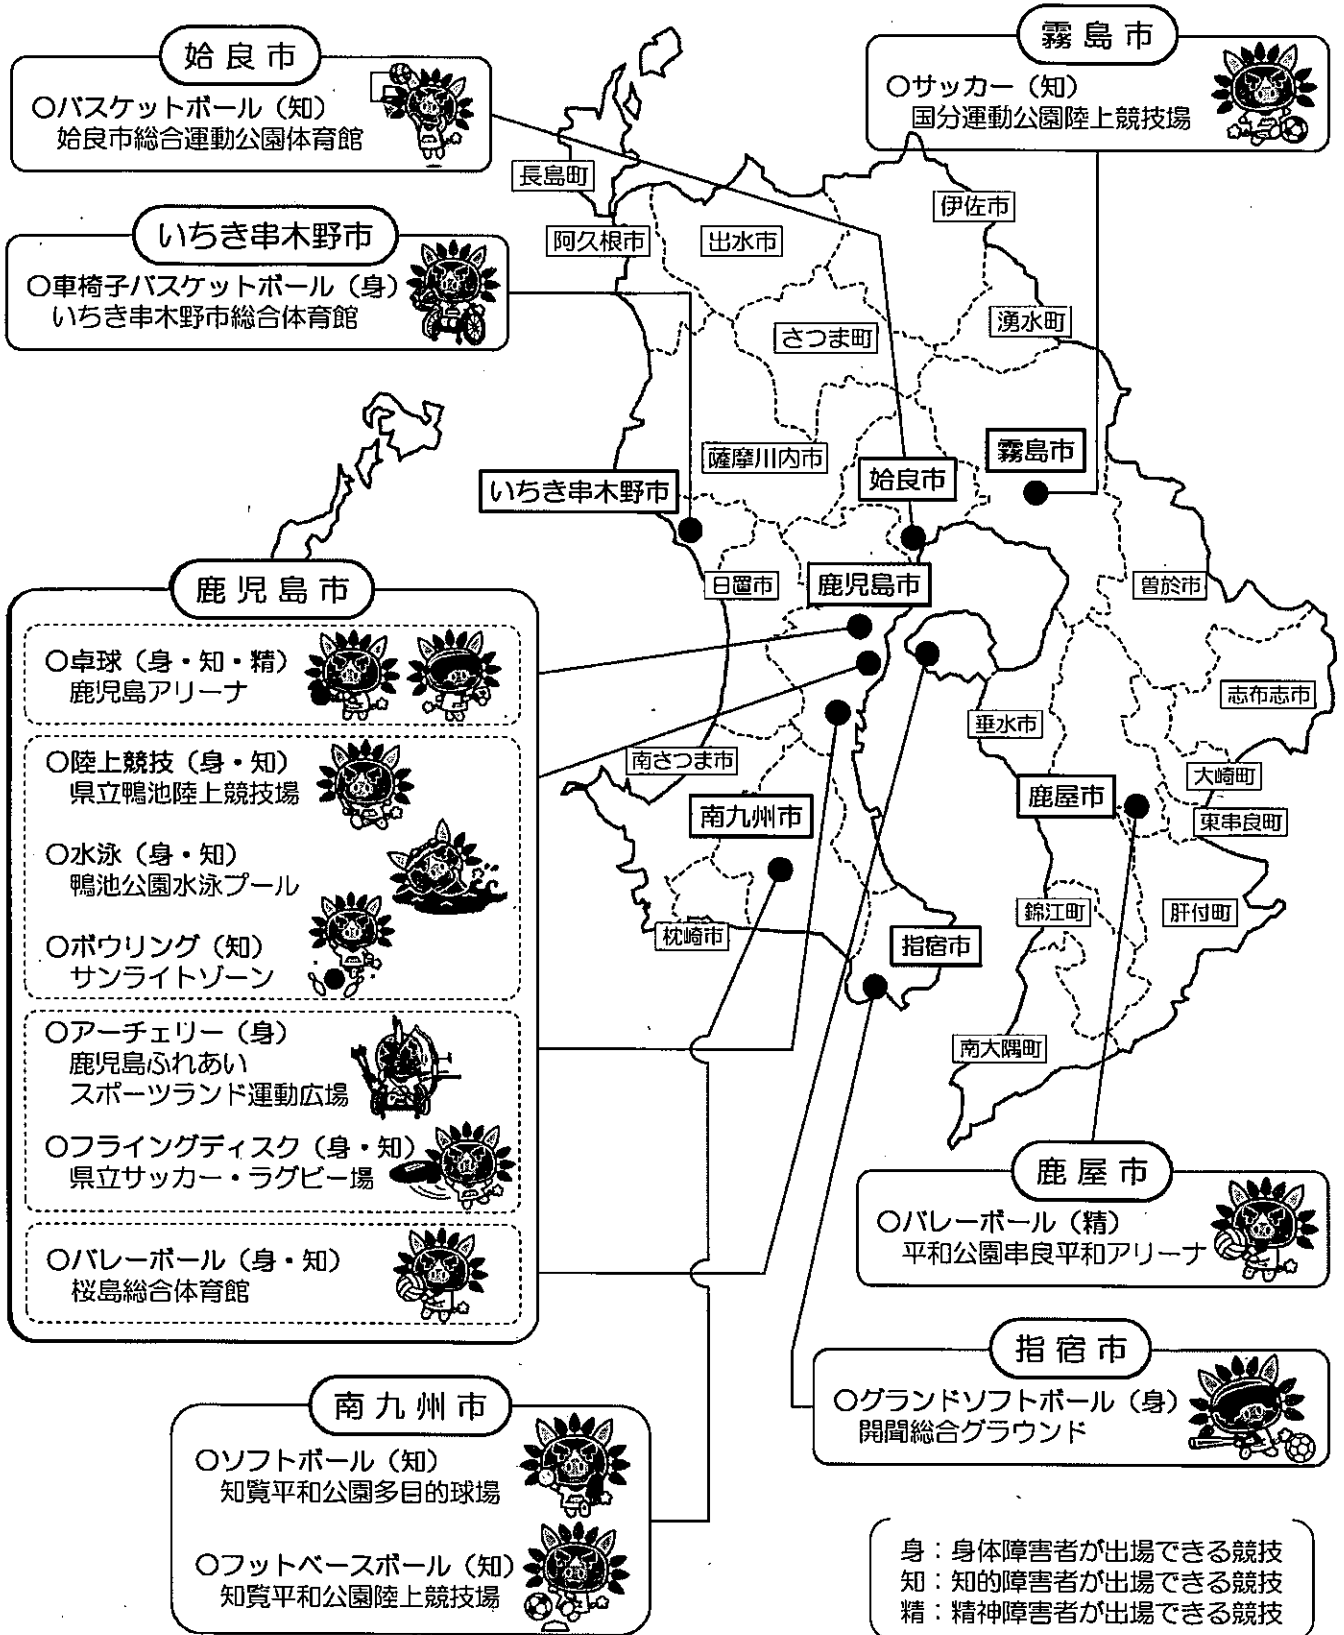 姶良市
○バスケットボール（知）
姶良市総合運動公園体育館
霧島市
○サッカー（知）
国分運動公園陸上競技場
いちき串木野市
○車椅子バスケットボール（身）
いちき串木野市総合体育館
長島町
阿久根市
出水市
伊佐市
さつま町
湧水町
薩摩川内市
姶良市
霧島市
いちき串木野市
日置市
鹿児島市
曽於市
志布志市
垂水市
南さつま市
大崎町
鹿屋市
東串良町
南九州市
錦江町
肝付町
枕崎市
指宿市
南大隅町
鹿児島市
○卓球（身・知・精）
鹿児島アリーナ
○陸上競技（身・知）
県立鴨池陸上競技場
○水泳（身・知）
鴨池公園水泳プール
○ボウリング（知）
サンライトゾーン
○アーチェリー（身）
鹿児島ふれあい
スポーツランド運動広場
○フライングディスク（身・知）
県立サッカー・ラグビー場
○バレーボール（身・知）
桜島総合体育館
鹿屋市
○バレーボール（精）
平和公園串良平和アリーナ
指宿市
○グランドソフトボール（身）
開聞総合グラウンド
南九州市
○ソフトボール（知）
知覧平和公園多目的球場
○フットベースボール（知）
知覧平和公園陸上競技場
身：身体障害者が出場できる競技
知：知的障害者が出場できる競技
精：精神障害者が出場できる競技